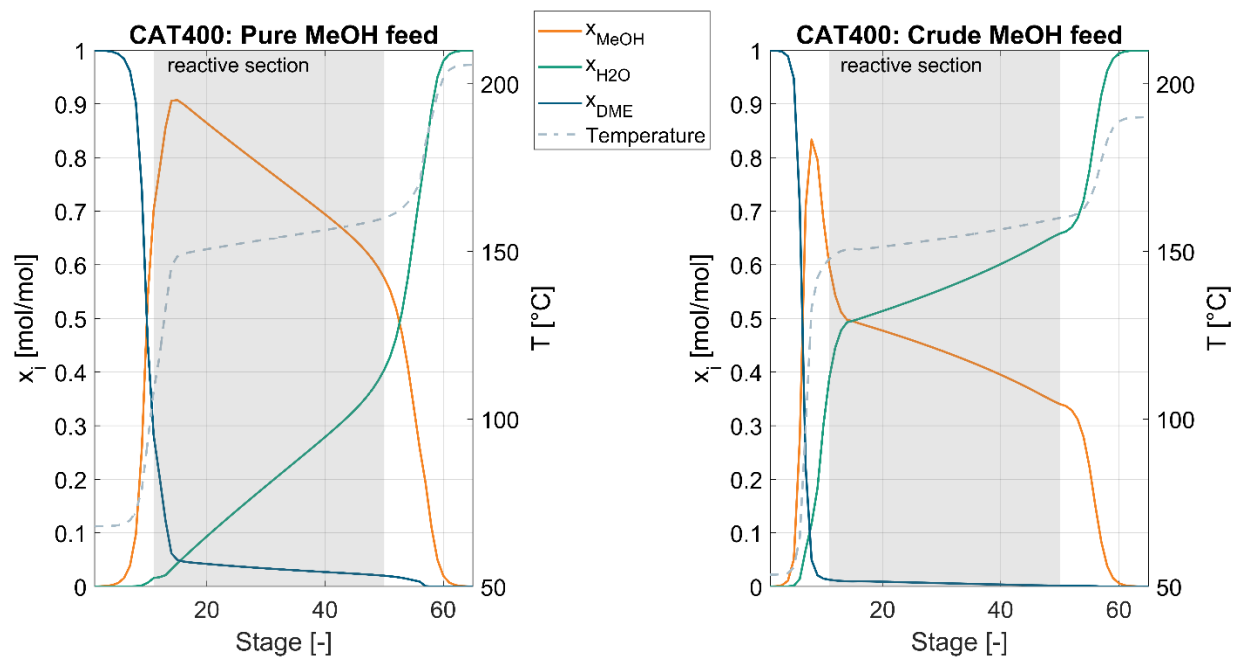 CAT400: Pure MeOH feed
reactive section
1
0.9
0.8
0.7
0.6
0.5
0.4
0.3
0.2
0.1
0
x_i [mol/mol]
20
40
60
Stage [-]
200
150
100
50
T [°C]
x_MeOH
x_H2O
x_DME
Temperature
CAT400: Crude MeOH feed
reactive section
1
0.9
0.8
0.7
0.6
0.5
0.4
0.3
0.2
0.1
0
x_i [mol/mol]
20
40
60
Stage [-]
200
150
100
50
T [°C]